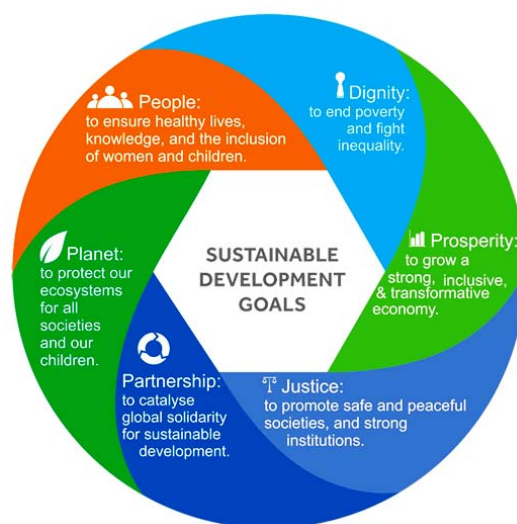 People:
to ensure healthy lives,
knowledge, and the inclusion
of women and children.
Dignity:
to end poverty
and fight
inequality.
Prosperity:
to grow a
strong, inclusive,
& transformative
economy.
Justice:
to promote safe and peaceful
societies, and strong
institutions.
Partnership:
to catalyse
global solidarity
for sustainable
development.
Planet:
to protect our
ecosystems
for all
societies
and our
children.
SUSTAINABLE
DEVELOPMENT
GOALS